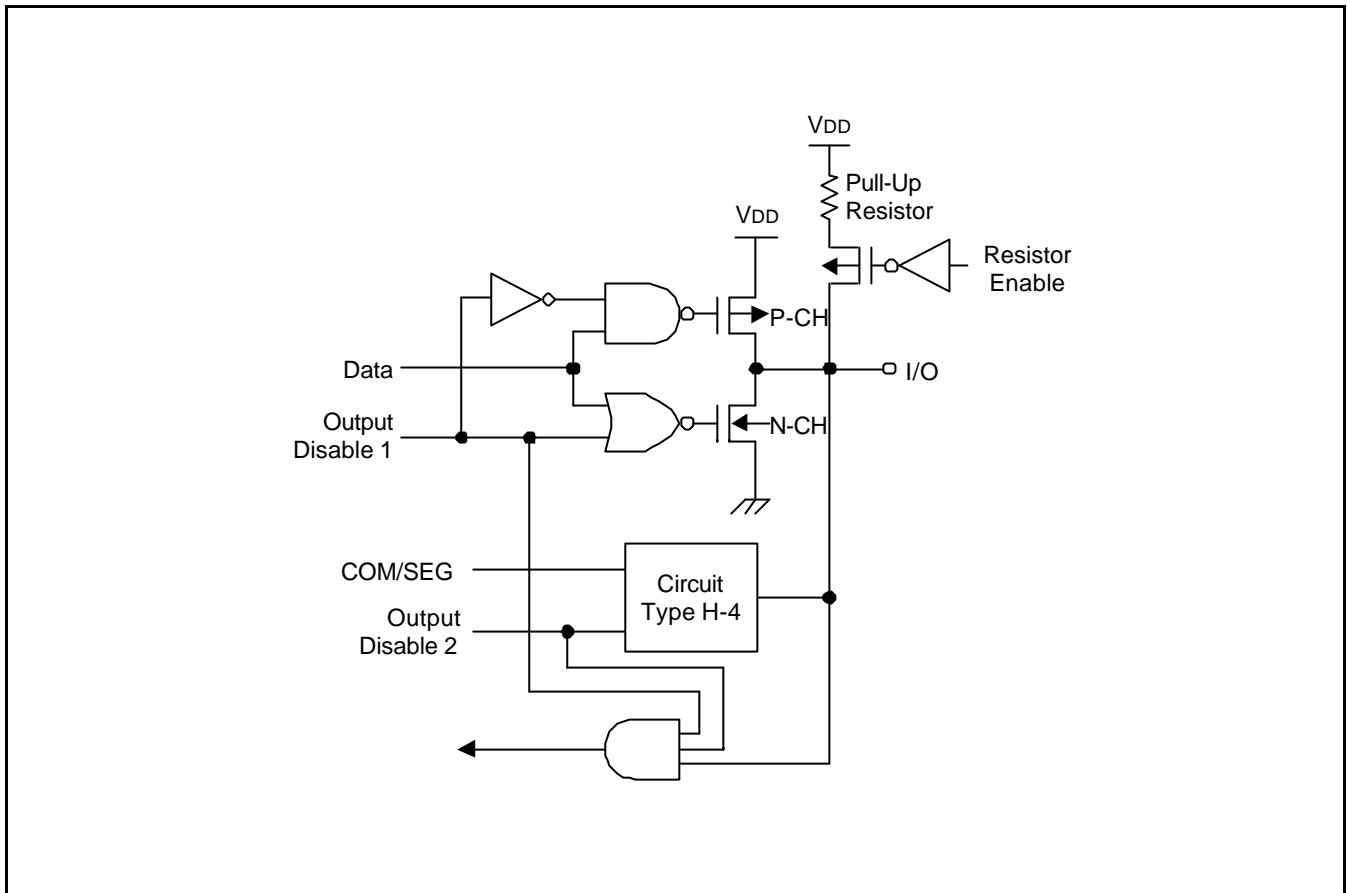 VDD
Pull-Up
Resistor
VDD
Resistor
Enable
P-CH
Data
I/O
Output
Disable 1
N-CH
COM/SEG
Circuit
Type H-4
Output
Disable 2